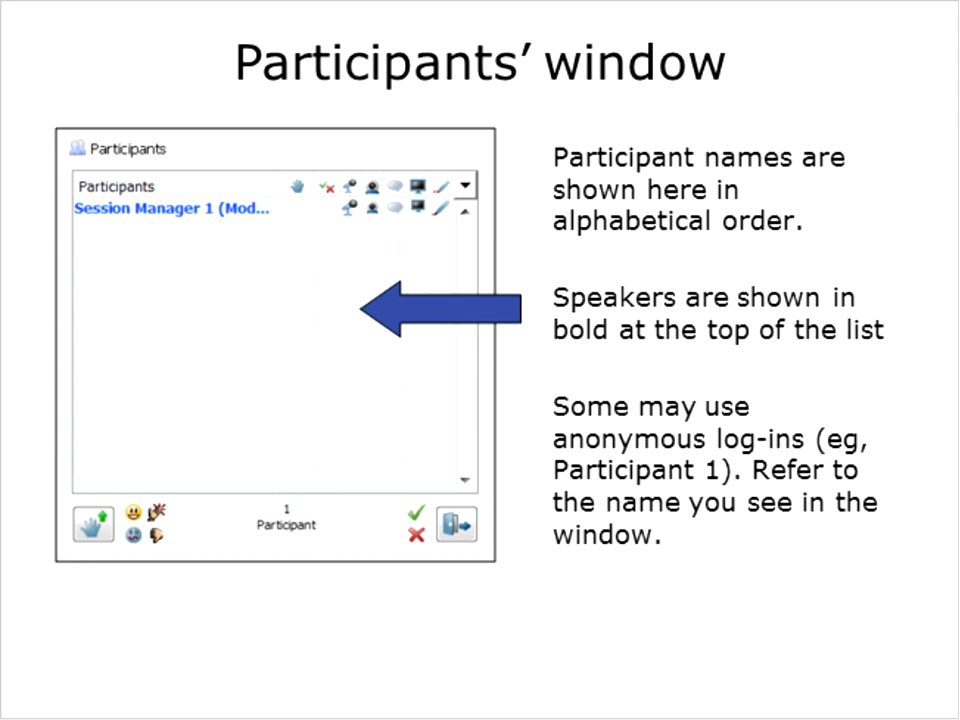 Participants’ window
Participants
Participants
Session Manager 1 (Mod...
1
Participant
Participant names are
shown here in
alphabetical order.
Speakers are shown in
bold at the top of the list
Some may use
anonymous log-ins (eg,
Participant 1). Refer to
the name you see in the
window.